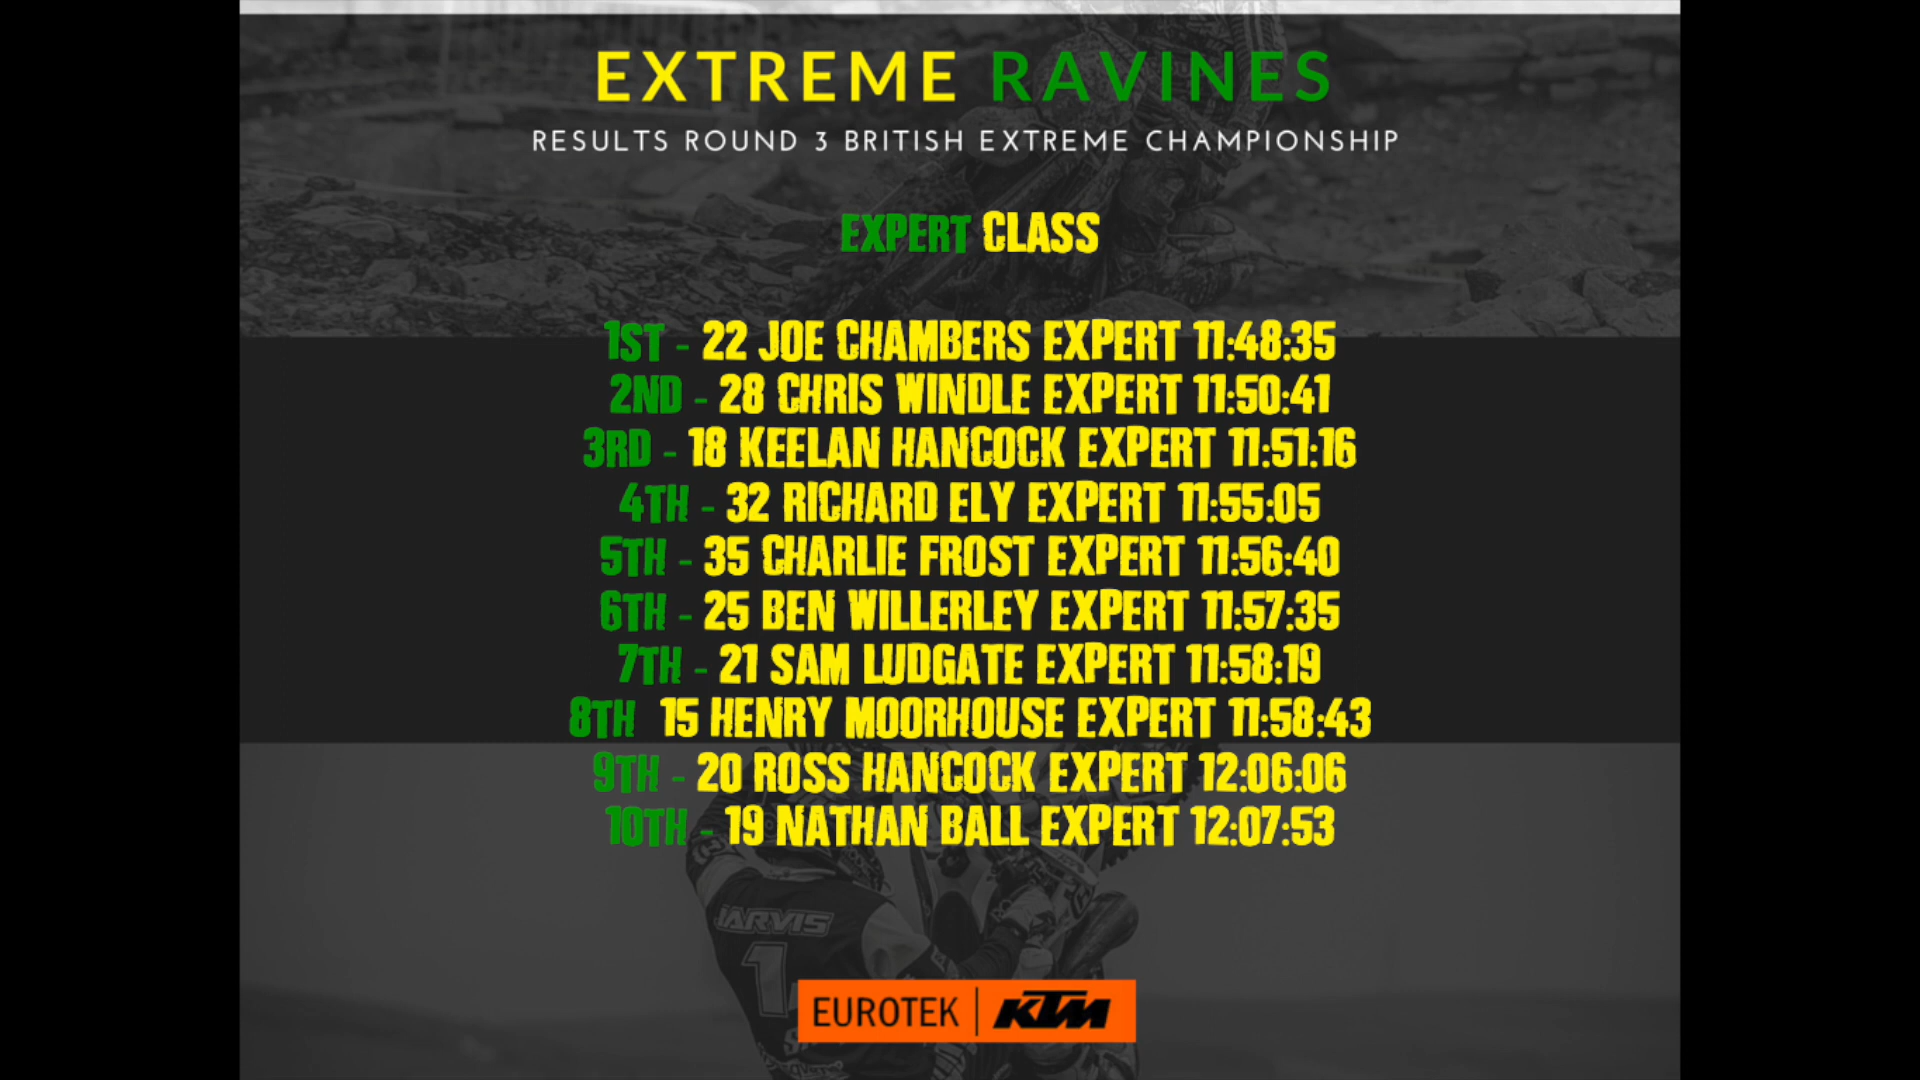 EXTREME RAVINES
RESULTS ROUND 3 BRITISH EXTREME CHAMPIONSHIP
EXPERT CLASS
1ST - 22 JOE CHAMBERS EXPERT 11:48:35
2ND - 28 CHRIS WINDLE EXPERT 11:50:41
3RD - 18 KEELAN HANCOCK EXPERT 11:51:16
4TH - 32 RICHARD ELY EXPERT 11:55:05
5TH - 35 CHARLIE FROST EXPERT 11:56:40
6TH - 25 BEN WILLERLEY EXPERT 11:57:35
7TH - 21 SAM LUDGATE EXPERT 11:58:19
8TH 15 HENRY MOORHOUSE EXPERT 11:58:43
9TH - 20 ROSS HANCOCK EXPERT 12:06:06
10TH - 19 NATHAN BALL EXPERT 12:07:53
JARVIS
1
EUROTEK | KTM